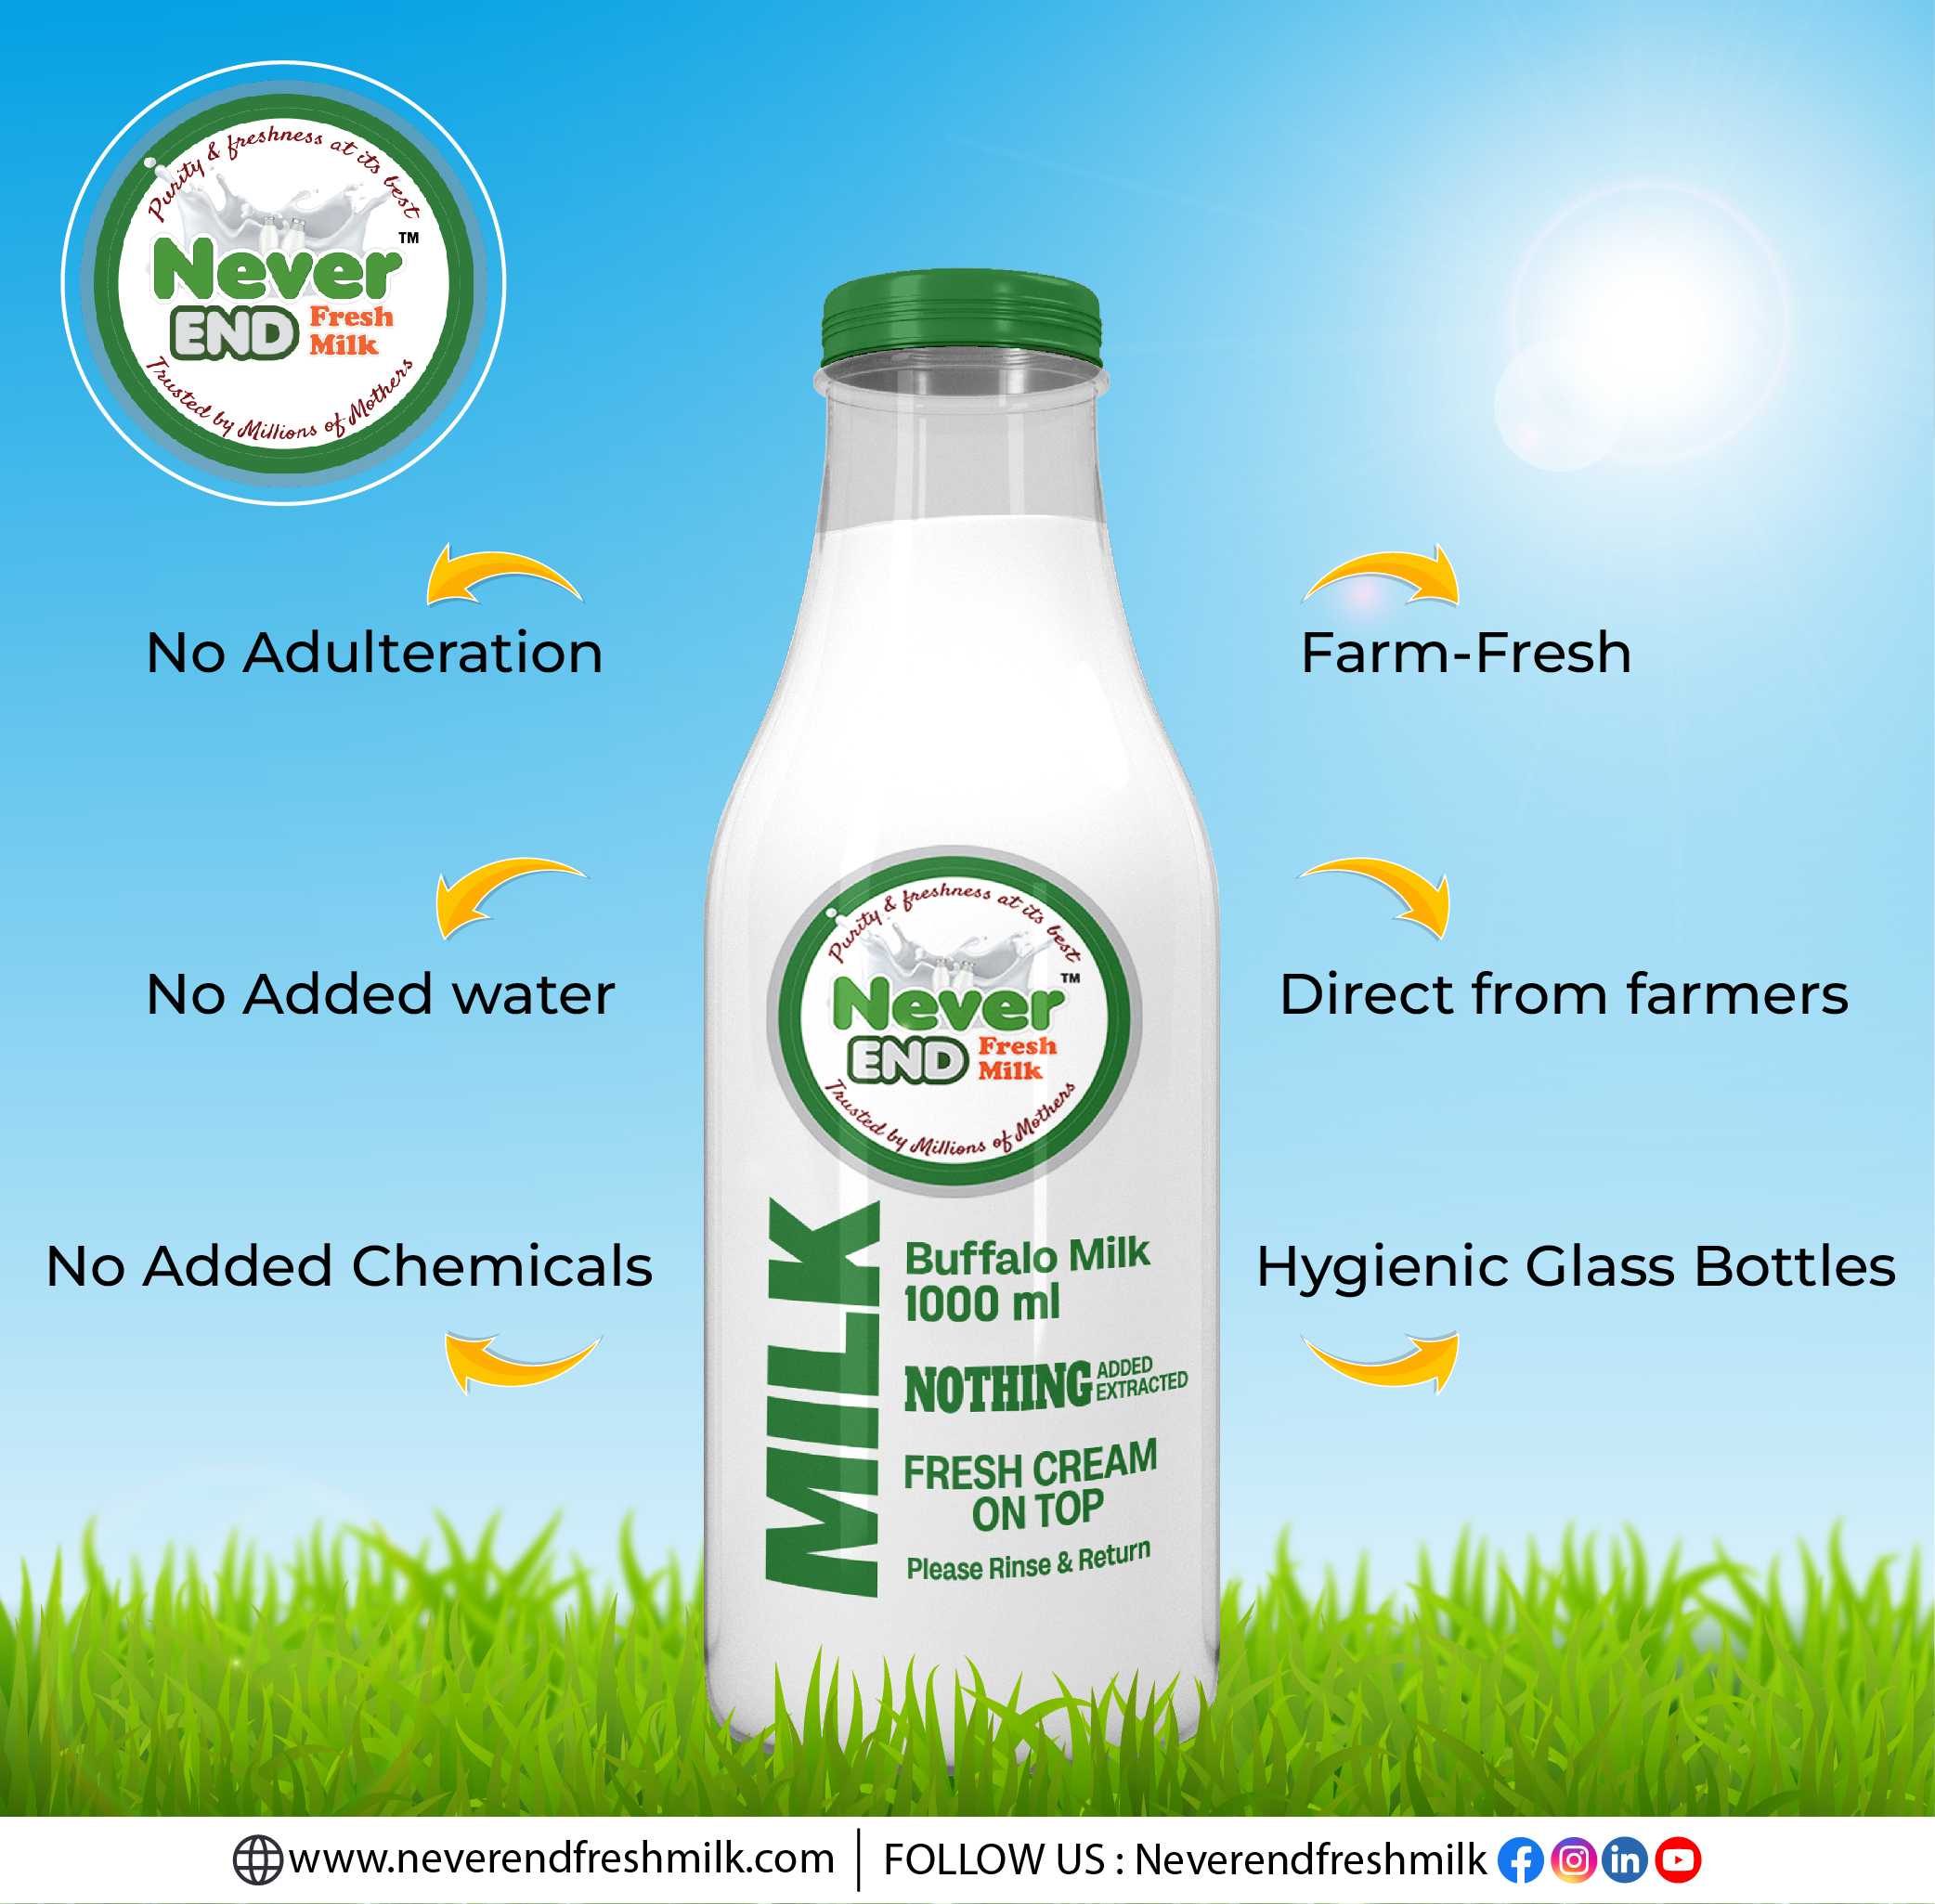 Purity & freshness at its best
Never TM
END Fresh
Milk
Trusted by Millions of Mothers
No Adulteration
Farm-Fresh
No Added water
Direct from farmers
No Added Chemicals
Hygienic Glass Bottles
Purity & freshness at its best
Never TM
END Fresh
Milk
Trusted by Millions of Mothers
MILK
Buffalo Milk
1000 ml
NOTHING ADDED
EXTRACTED
FRESH CREAM
ON TOP
Please Rinse & Return
www.neverendfreshmilk.com | FOLLOW US : Neverendfreshmilk